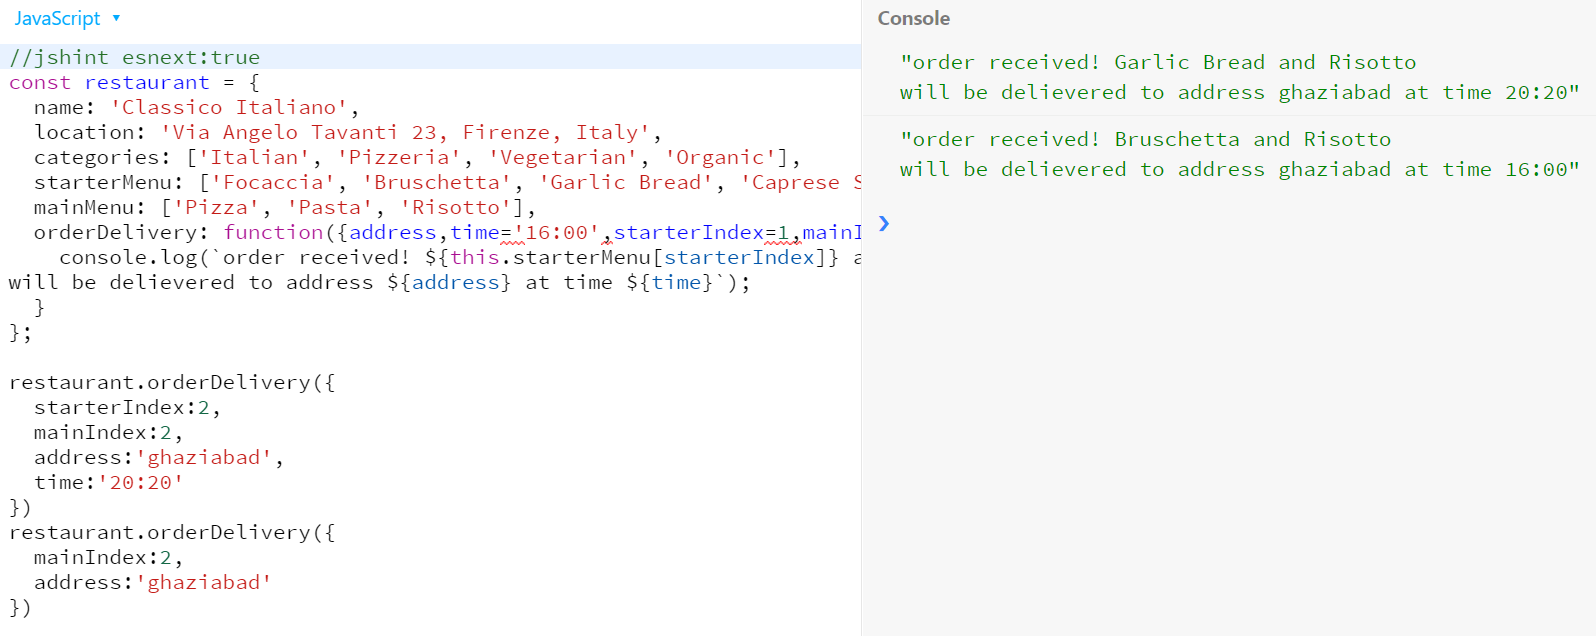 JavaScript ▾
//jshint esnext:true
const restaurant = {
  name: 'Classico Italiano',
  location: 'Via Angelo Tavanti 23, Firenze, Italy',
  categories: ['Italian', 'Pizzeria', 'Vegetarian', 'Organic'],
  starterMenu: ['Focaccia', 'Bruschetta', 'Garlic Bread', 'Caprese S
  mainMenu: ['Pizza', 'Pasta', 'Risotto'],
  orderDelivery: function({address,time='16:00',starterIndex=1,mainI
    console.log(`order received! ${this.starterMenu[starterIndex]} a
will be delievered to address ${address} at time ${time}`);
  }
};

restaurant.orderDelivery({
  starterIndex:2,
  mainIndex:2,
  address:'ghaziabad',
  time:'20:20'
})
restaurant.orderDelivery({
  mainIndex:2,
  address:'ghaziabad'
})
Console
"order received! Garlic Bread and Risotto
will be delievered to address ghaziabad at time 20:20"
"order received! Bruschetta and Risotto
will be delievered to address ghaziabad at time 16:00"
❯